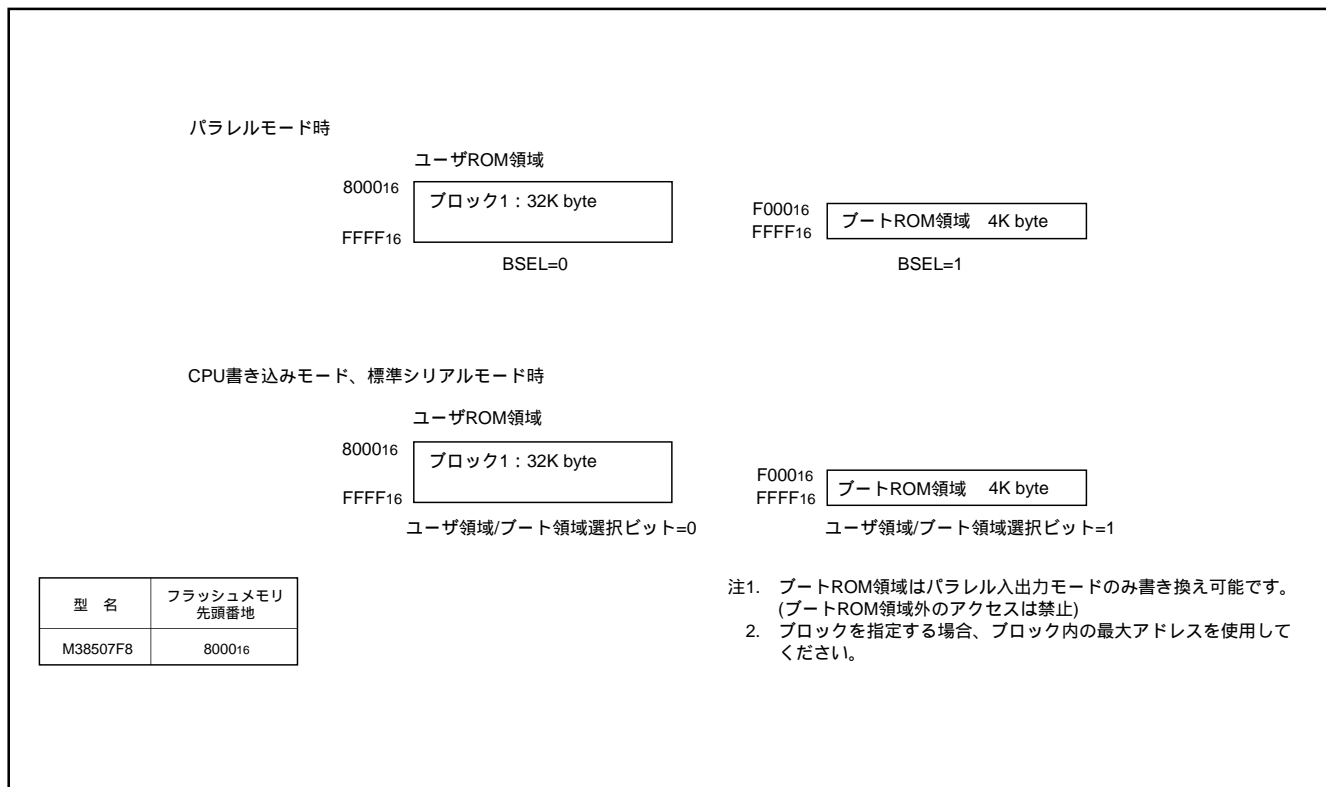 パラレルモード時
ユーザROM領域
800016
ブロック1：32K byte
FFFF16
BSEL=0
F00016
FFFF16
ブートROM領域 4K byte
BSEL=1
CPU書き込みモード、標準シリアルモード時
ユーザROM領域
800016
ブロック1：32K byte
FFFF16
ユーザ領域/ブート領域選択ビット=0
F00016
FFFF16
ブートROM領域 4K byte
ユーザ領域/ブート領域選択ビット=1
型 名
フラッシュメモリ
先頭番地
M38507F8
800016
注1. ブートROM領域はパラレル入出力モードのみ書き換え可能です。
(ブートROM領域外のアクセスは禁止)
2. ブロックを指定する場合、ブロック内の最大アドレスを使用して
ください。